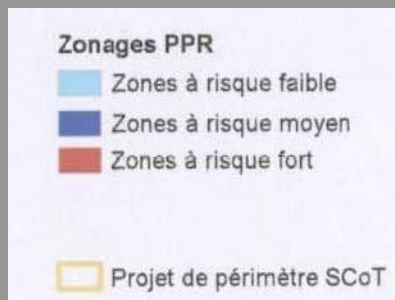 Zonages PPR
Zones à risque faible
Zones à risque moyen
Zones à risque fort
Projet de périmètre SCoT